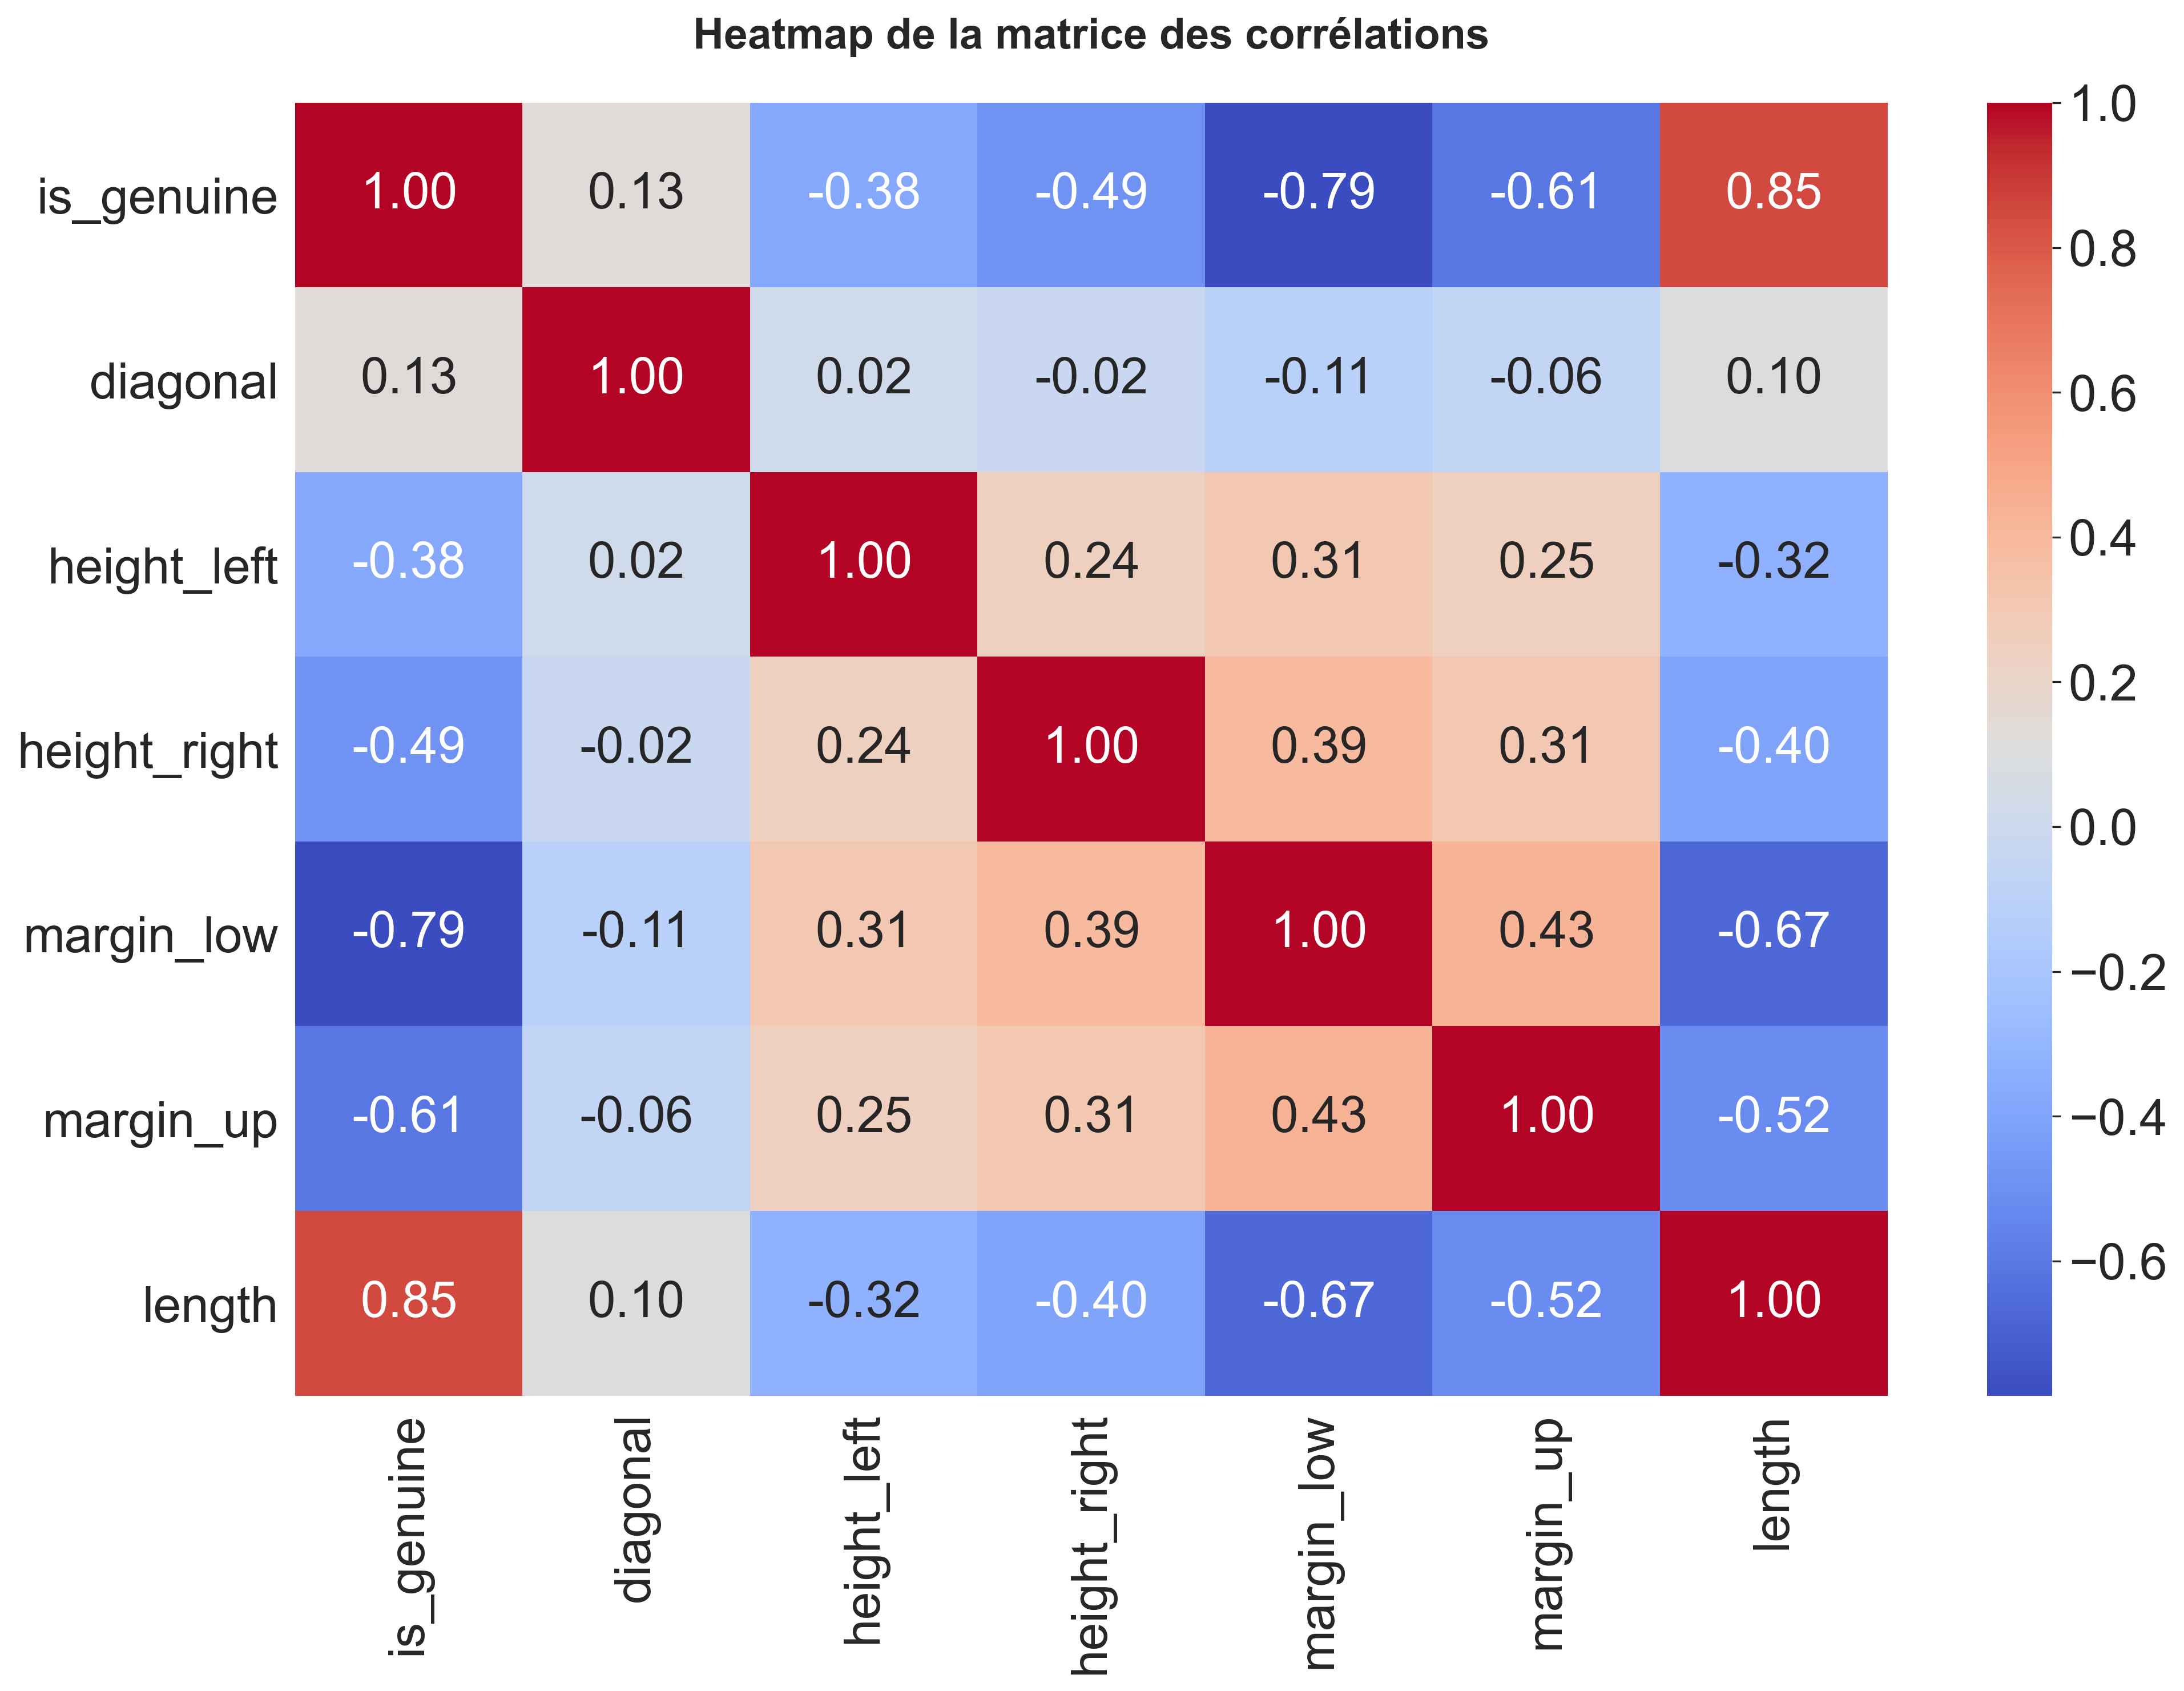 Heatmap de la matrice des corrélations
is_genuine 1.00 0.13 -0.38 -0.49 -0.79 -0.61 0.85
diagonal 0.13 1.00 0.02 -0.02 -0.11 -0.06 0.10
height_left -0.38 0.02 1.00 0.24 0.31 0.25 -0.32
height_right -0.49 -0.02 0.24 1.00 0.39 0.31 -0.40
margin_low -0.79 -0.11 0.31 0.39 1.00 0.43 -0.67
margin_up -0.61 -0.06 0.25 0.31 0.43 1.00 -0.52
length 0.85 0.10 -0.32 -0.40 -0.67 -0.52 1.00
is_genuine diagonal height_left height_right margin_low margin_up length
1.0
0.8
0.6
0.4
0.2
0.0
−0.2
−0.4
−0.6